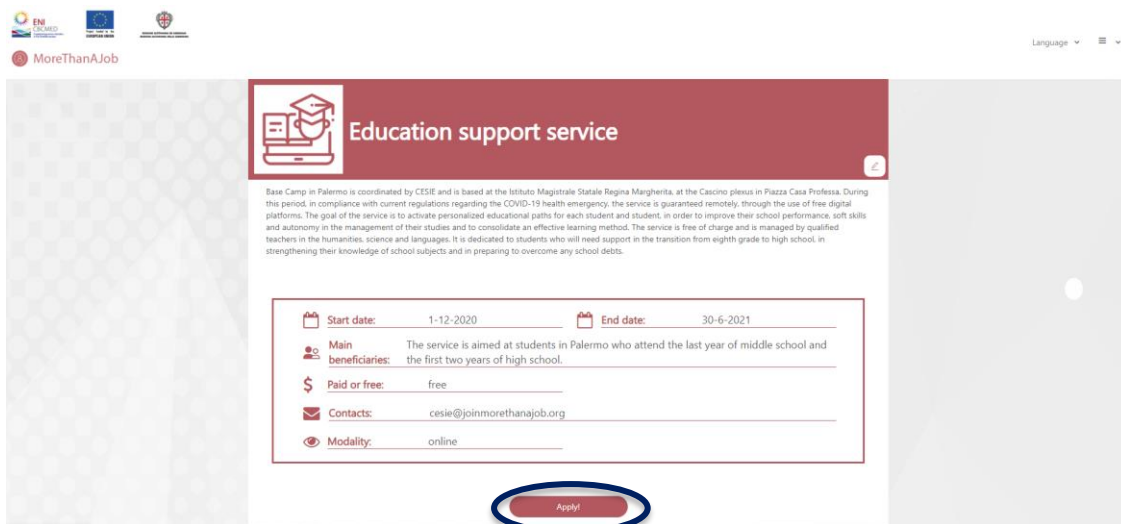 ENI
CBCMED
EUROPEAN UNION
MoreThanAJob
Language
Education support service
Base Camp in Palermo is coordinated by CESIE and is based at the Istituto Magistrale Statale Regina Margherita, at the Cascino plexus in Piazza Casa Professa. During
this period, in compliance with current regulations regarding the COVID-19 health emergency, the service is guaranteed remotely, through the use of free digital
platforms. The goal of the service is to activate personalized educational paths for each student and student, in order to improve their school performance, soft skills
and autonomy in the management of their studies and to consolidate an effective learning method. The service is free of charge and is managed by qualified
teachers in the humanities, science and languages. It is dedicated to students who will need support in the transition from eighth grade to high school, in
strengthening their knowledge of school subjects and in preparing to overcome any school debts.
Start date: 1-12-2020 End date: 30-6-2021
Main beneficiaries: The service is aimed at students in Palermo who attend the last year of middle school and
the first two years of high school.
Paid or free: free
Contacts: cesie@joinmorethanajob.org
Modality: online
Apply!